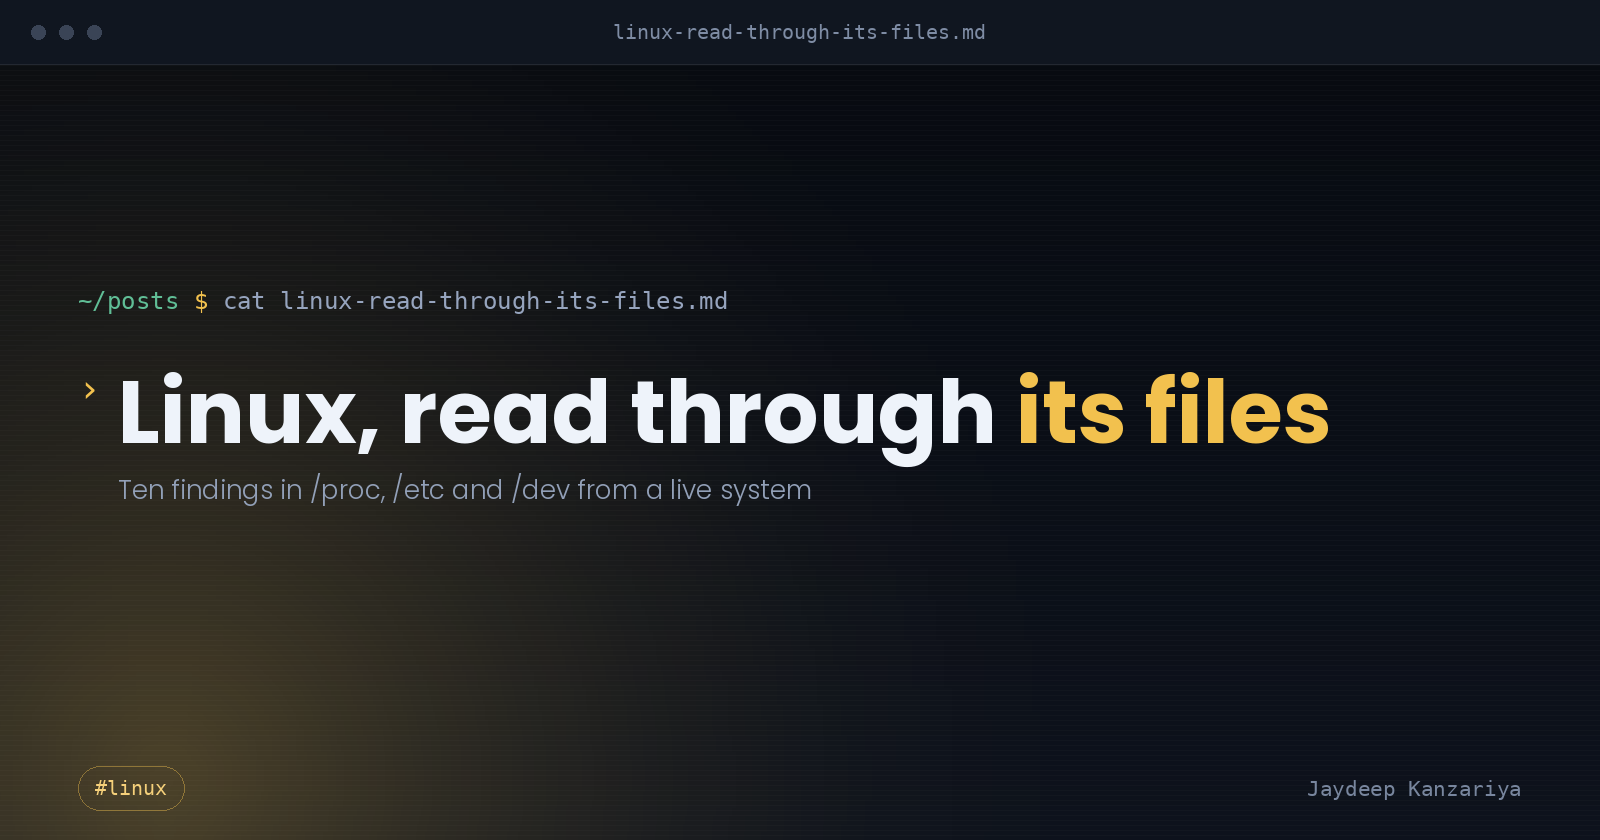 linux-read-through-its-files.md
~/posts $ cat linux-read-through-its-files.md
› Linux, read through its files
Ten findings in /proc, /etc and /dev from a live system
#linux
Jaydeep Kanzariya